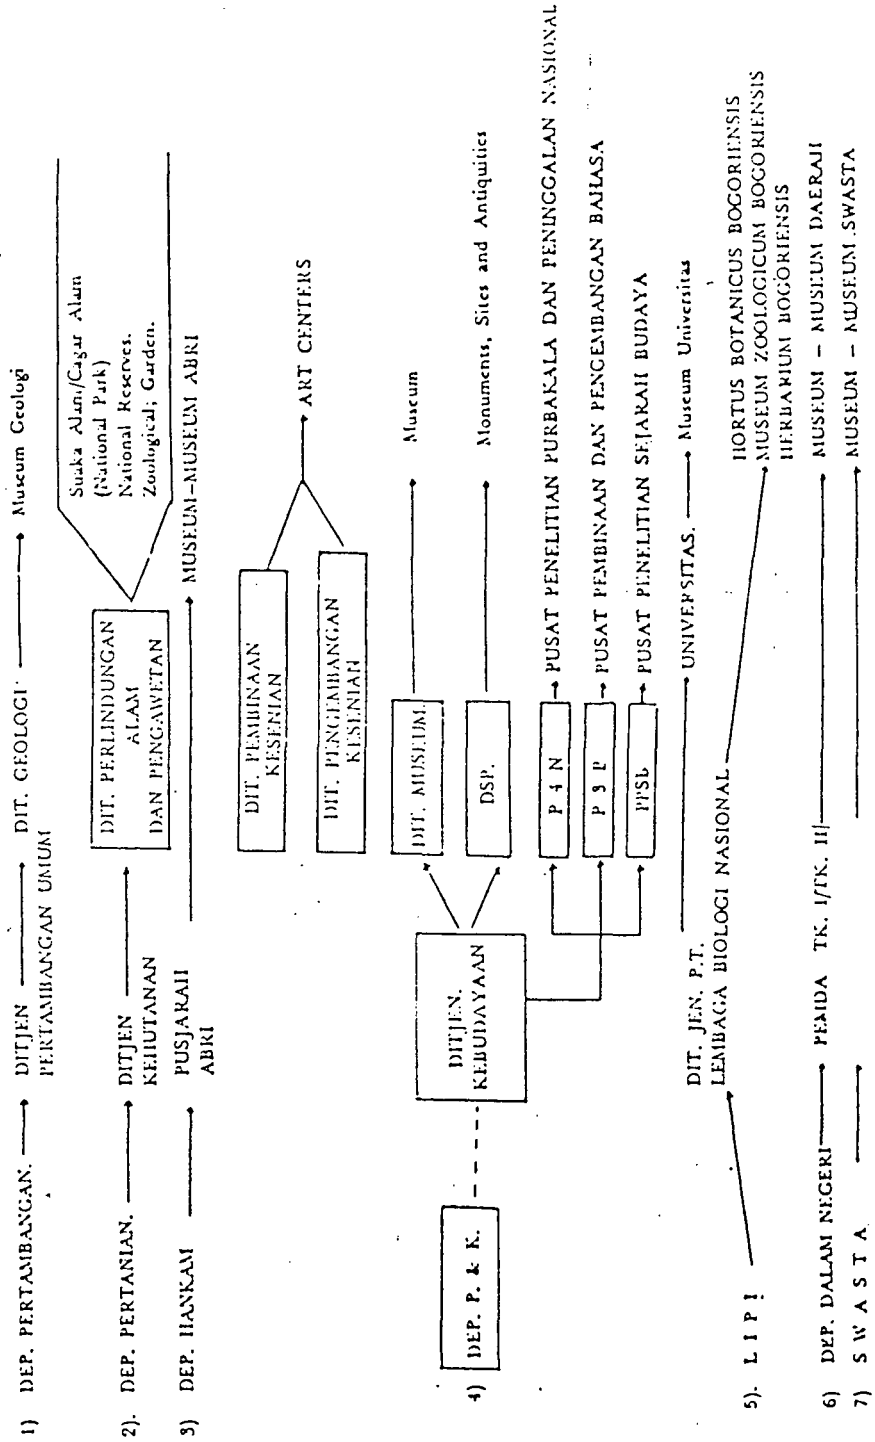 1) DEP. PERTAMBANGAN. DITJEN DIT. GEOLOGI Museum Geologi
PERTAMBANGAN UMUM
Suaka Alam/Cagar Alam
(National Park)
National Reserves.
Zoological; Garden.
2). DEP. PERTANIAN. DITJEN
KEHUTANAN
DIT. PERLINDUNGAN
ALAM
DAN PENGAWETAN
3) DEP. HANKAM PUSJARAH
ABRI
MUSEUM-MUSEUM ABRI
DIT. PEMBINAAN
KESENIAN
ART CENTERS
DIT. PENGEMBANGAN
KESENIAN
4) DEP. P. & K.
DITJEN.
KEBUDAYAAN
DIT. MUSEUM Museum
DSP. Monuments, Sites and Antiquities
P 4 N PUSAT PENELITIAN PURBAKALA DAN PENINGGALAN NASIONAL
P 3 B PUSAT PEMBINAAN DAN PENGEMBANGAN BAHASA
PPSB PUSAT PENELITIAN SEJARAH BUDAYA
DIT. JEN. P.T. UNIVERSITAS. Museum Universitas
5). L I P I LEMBAGA BIOLOGI NASIONAL
HORTUS BOTANICUS BOGORIENSIS
MUSEUM ZOOLOGICUM BOGORIENSIS
HERBARIUM BOGORIENSIS
6) DEP. DALAM NEGERI PEMDA TK. I/TK. II MUSEUM – MUSEUM DAERAH
7) S W A S T A MUSEUM – MUSEUM SWASTA